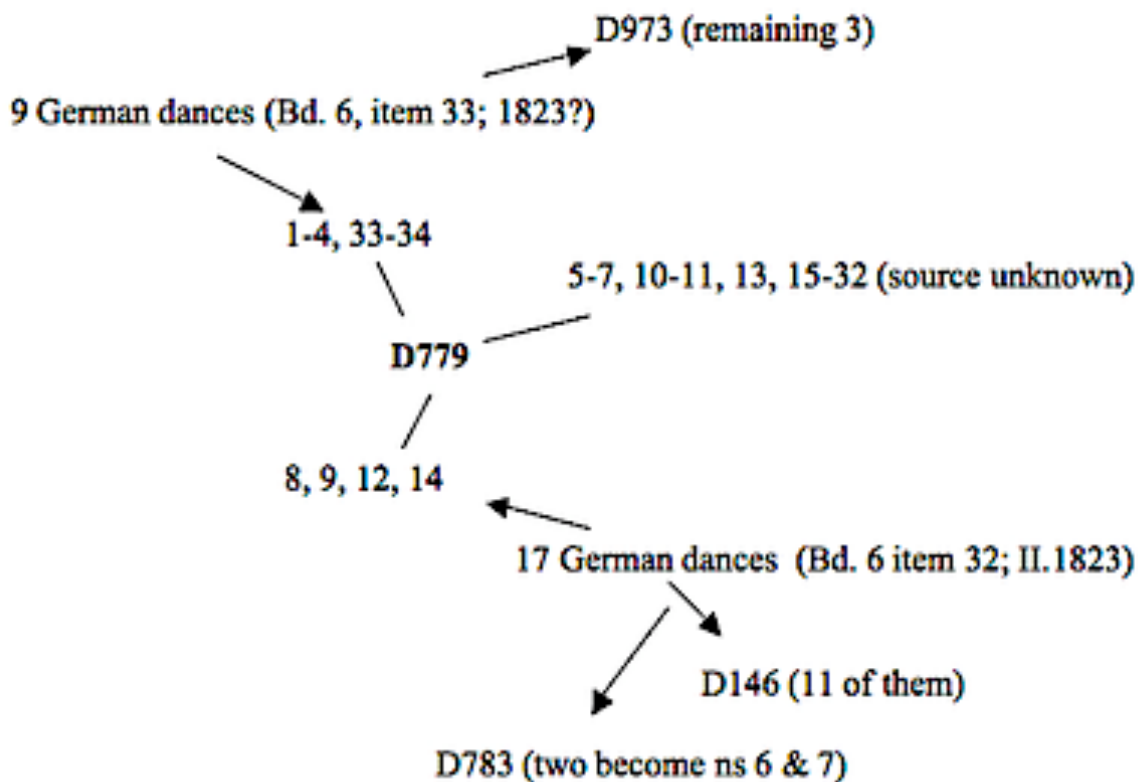 D973 (remaining 3)
9 German dances (Bd. 6, item 33; 1823?)
1-4, 33-34
5-7, 10-11, 13, 15-32 (source unknown)
D779
8, 9, 12, 14
17 German dances (Bd. 6 item 32; II.1823)
D146 (11 of them)
D783 (two become ns 6 & 7)